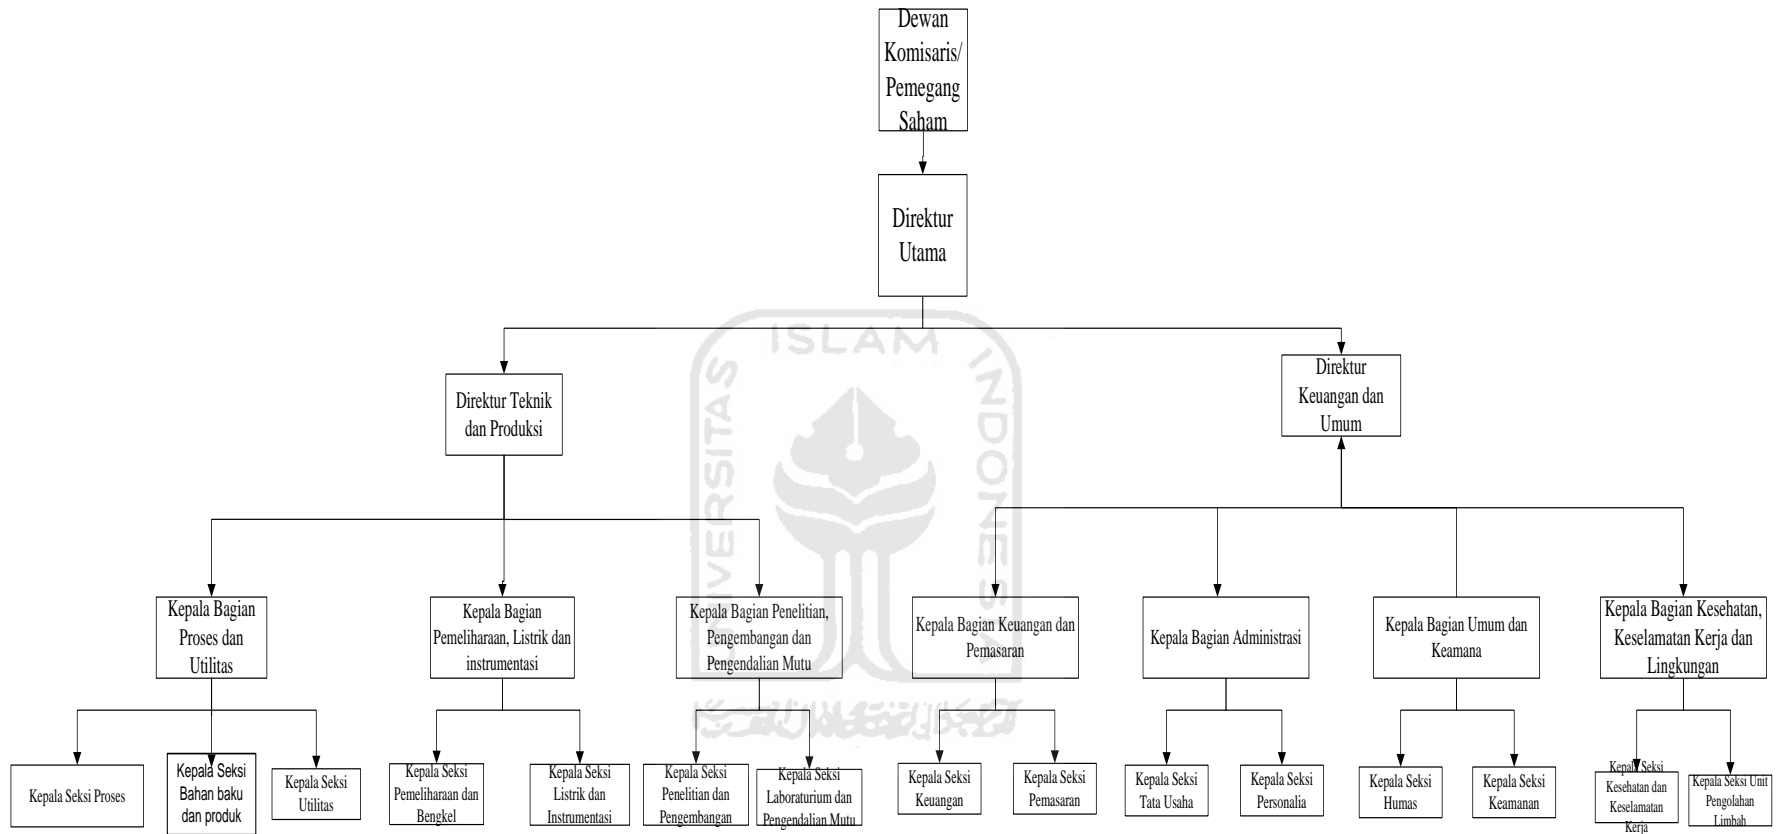 Dewan
Komisaris/
Pemegang
Saham
Direktur
Utama
UNIVERSITAS ISLAM INDONESIA
Direktur Teknik
dan Produksi
Direktur
Keuangan dan
Umum
Kepala Bagian
Proses dan
Utilitas
Kepala Bagian
Pemeliharaan, Listrik dan
instrumentasi
Kepala Bagian Penelitian,
Pengembangan dan
Pengendalian Mutu
Kepala Bagian Keuangan dan
Pemasaran
Kepala Bagian Administrasi
Kepala Bagian Umum dan
Keamana
Kepala Bagian Kesehatan,
Keselamatan Kerja dan
Lingkungan
Kepala Seksi Proses
Kepala Seksi
Bahan baku
dan produk
Kepala Seksi
Utilitas
Kepala Seksi
Pemeliharaan dan
Bengkel
Kepala Seksi
Listrik dan
Instrumentasi
Kepala Seksi
Penelitian dan
Pengembangan
Kepala Seksi
Laboraturium dan
Pengendalian Mutu
Kepala Seksi
Keuangan
Kepala Seksi
Pemasaran
Kepala Seksi
Tata Usaha
Kepala Seksi
Personalia
Kepala Seksi
Humas
Kepala Seksi
Keamanan
Kepala Seksi
Kesehatan dan
Keselamatan
Kerja
Kepala Seksi Unit
Pengolahan
Limbah